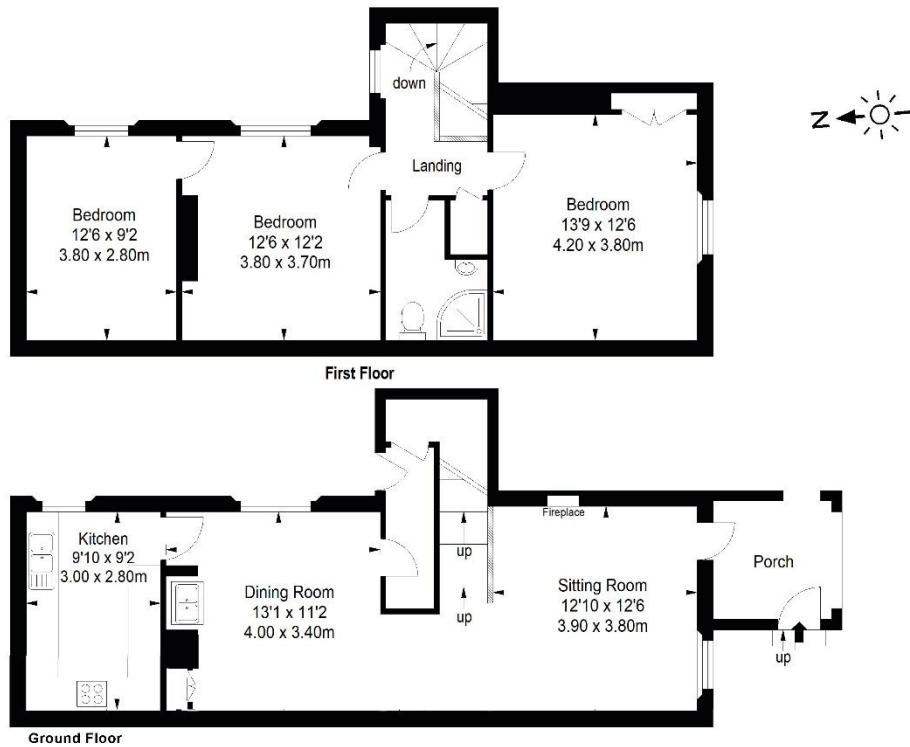 down
N
Landing
Bedroom
12'6 x 9'2
3.80 x 2.80m
Bedroom
12'6 x 12'2
3.80 x 3.70m
Bedroom
13'9 x 12'6
4.20 x 3.80m
First Floor
Kitchen
9'10 x 9'2
3.00 x 2.80m
Dining Room
13'1 x 11'2
4.00 x 3.40m
up
up
Fireplace
Sitting Room
12'10 x 12'6
3.90 x 3.80m
Porch
up
Ground Floor